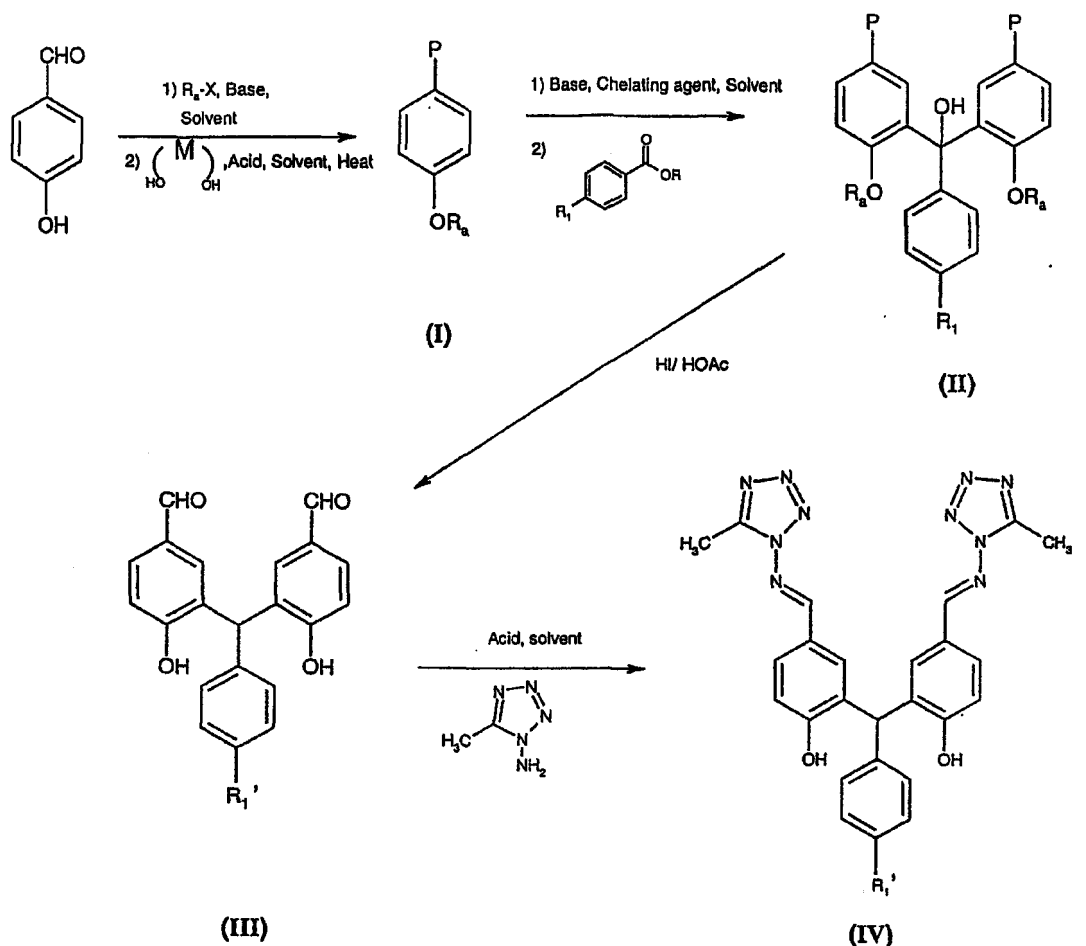 CHO
OH
1) Rₐ-X, Base,
Solvent
2) (HO M OH) , Acid, Solvent, Heat
P
ORₐ
(I)
1) Base, Chelating agent, Solvent
2)
O
OR
R₁
P P
OH
RₐO ORₐ
R₁
(II)
HI/ HOAc
CHO CHO
OH OH
R₁'
(III)
Acid, solvent
N N N N
H₃C
NH₂
N N N N
H₃C
N
N N N N
CH₃
N
OH OH
R₁'
(IV)